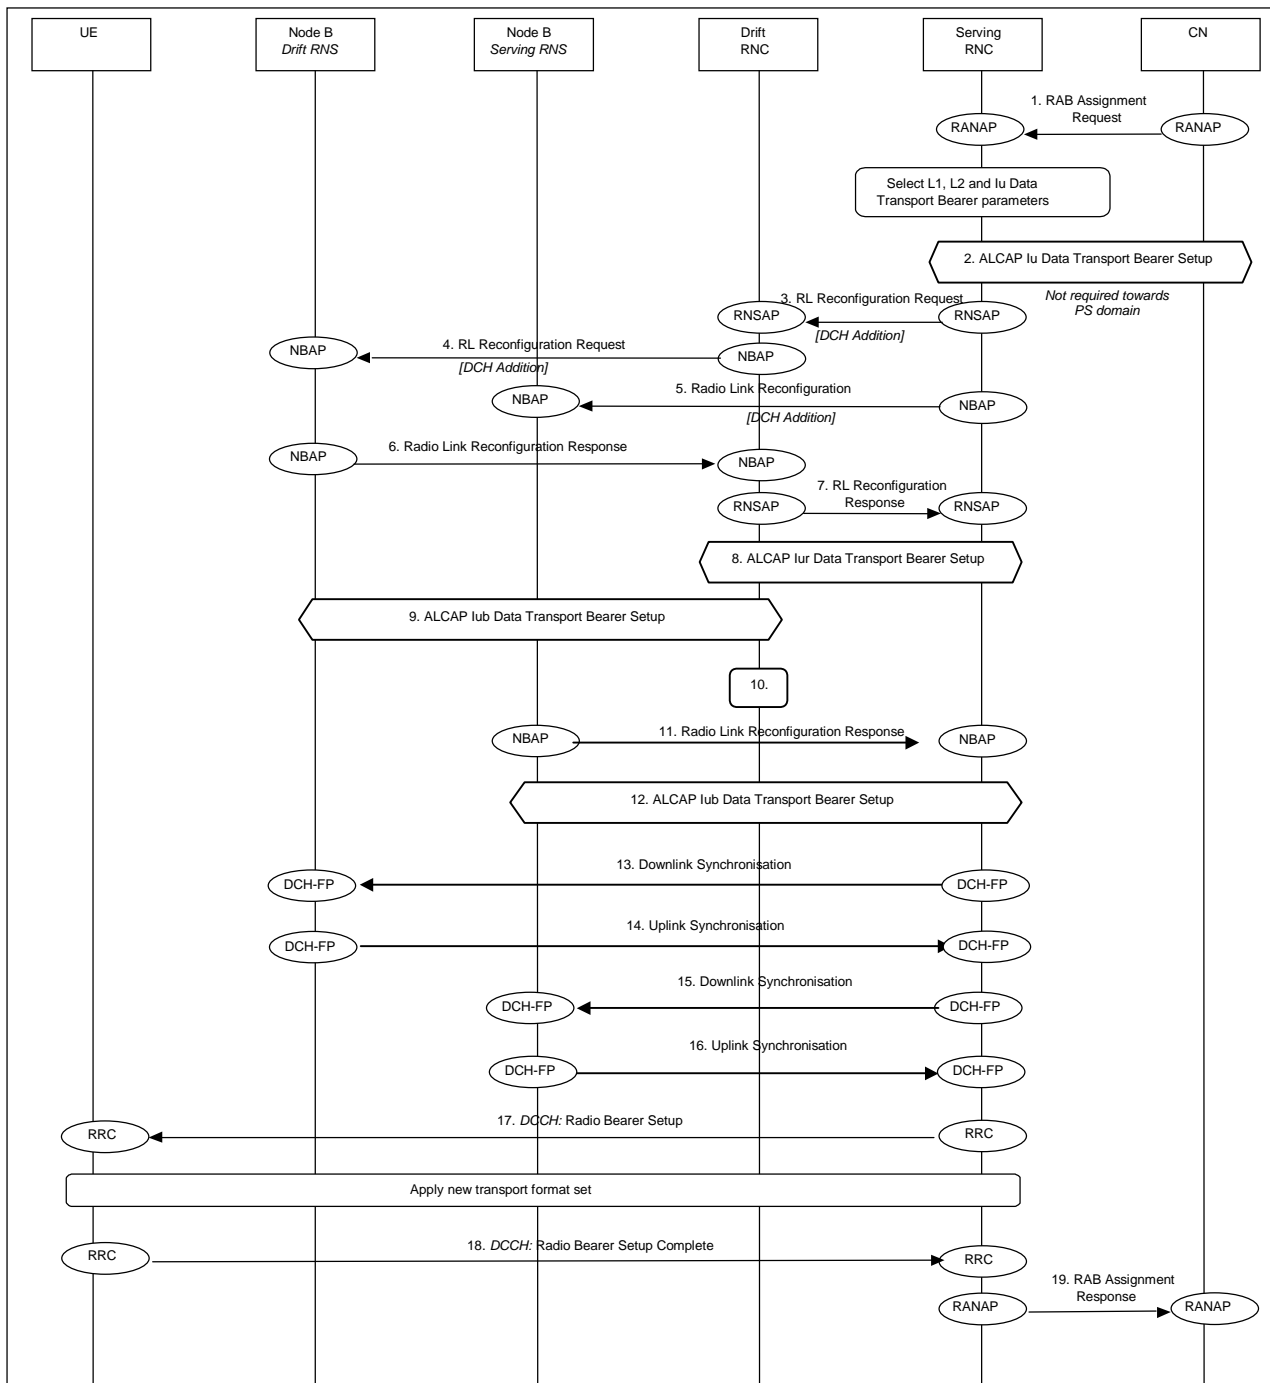 UE
Node B
Drift RNS
Node B
Serving RNS
Drift
RNC
Serving
RNC
CN
1. RAB Assignment
Request
RANAP
RANAP
Select L1, L2 and Iu Data
Transport Bearer parameters
2. ALCAP Iu Data Transport Bearer Setup
Not required towards
PS domain
3. RL Reconfiguration Request
RNSAP
RNSAP
[DCH Addition]
4. RL Reconfiguration Request
NBAP
NBAP
[DCH Addition]
5. Radio Link Reconfiguration
NBAP
NBAP
[DCH Addition]
6. Radio Link Reconfiguration Response
NBAP
NBAP
7. RL Reconfiguration
Response
RNSAP
RNSAP
8. ALCAP Iur Data Transport Bearer Setup
9. ALCAP Iub Data Transport Bearer Setup
10.
11. Radio Link Reconfiguration Response
NBAP
NBAP
12. ALCAP Iub Data Transport Bearer Setup
13. Downlink Synchronisation
DCH-FP
DCH-FP
14. Uplink Synchronisation
DCH-FP
DCH-FP
15. Downlink Synchronisation
DCH-FP
DCH-FP
16. Uplink Synchronisation
DCH-FP
DCH-FP
17. DCCH: Radio Bearer Setup
RRC
RRC
Apply new transport format set
18. DCCH: Radio Bearer Setup Complete
RRC
RRC
19. RAB Assignment
Response
RANAP
RANAP